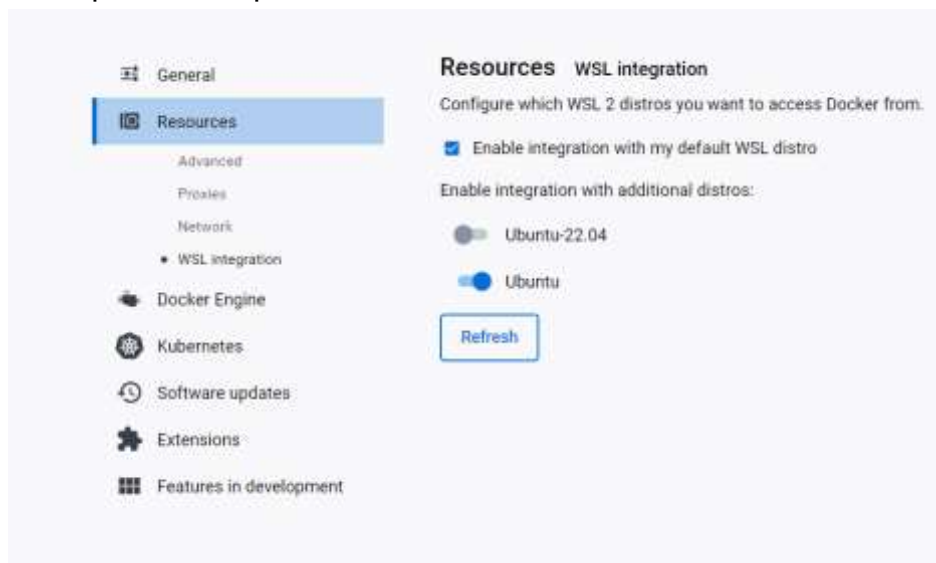 General
Resources
Advanced
Proxies
Network
WSL integration
Docker Engine
Kubernetes
Software updates
Extensions
Features in development
Resources WSL integration
Configure which WSL 2 distros you want to access Docker from.
Enable integration with my default WSL distro
Enable integration with additional distros:
Ubuntu-22.04
Ubuntu
Refresh